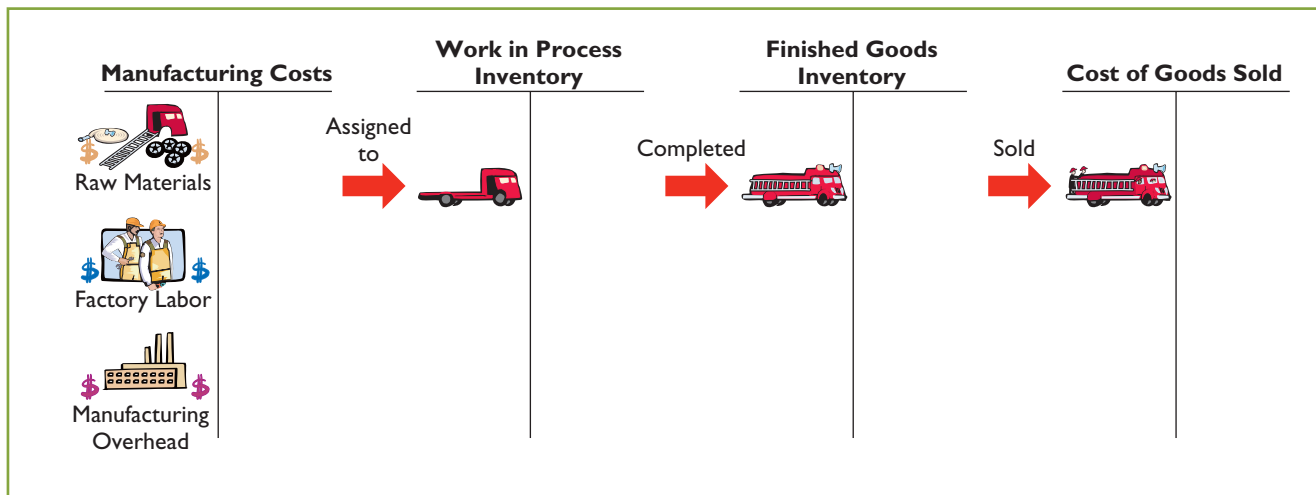 Manufacturing Costs
Work in Process
Inventory
Finished Goods
Inventory
Cost of Goods Sold
$ $
Raw Materials
$ $
Factory Labor
$ $
Manufacturing
Overhead
Assigned
to
Completed
Sold